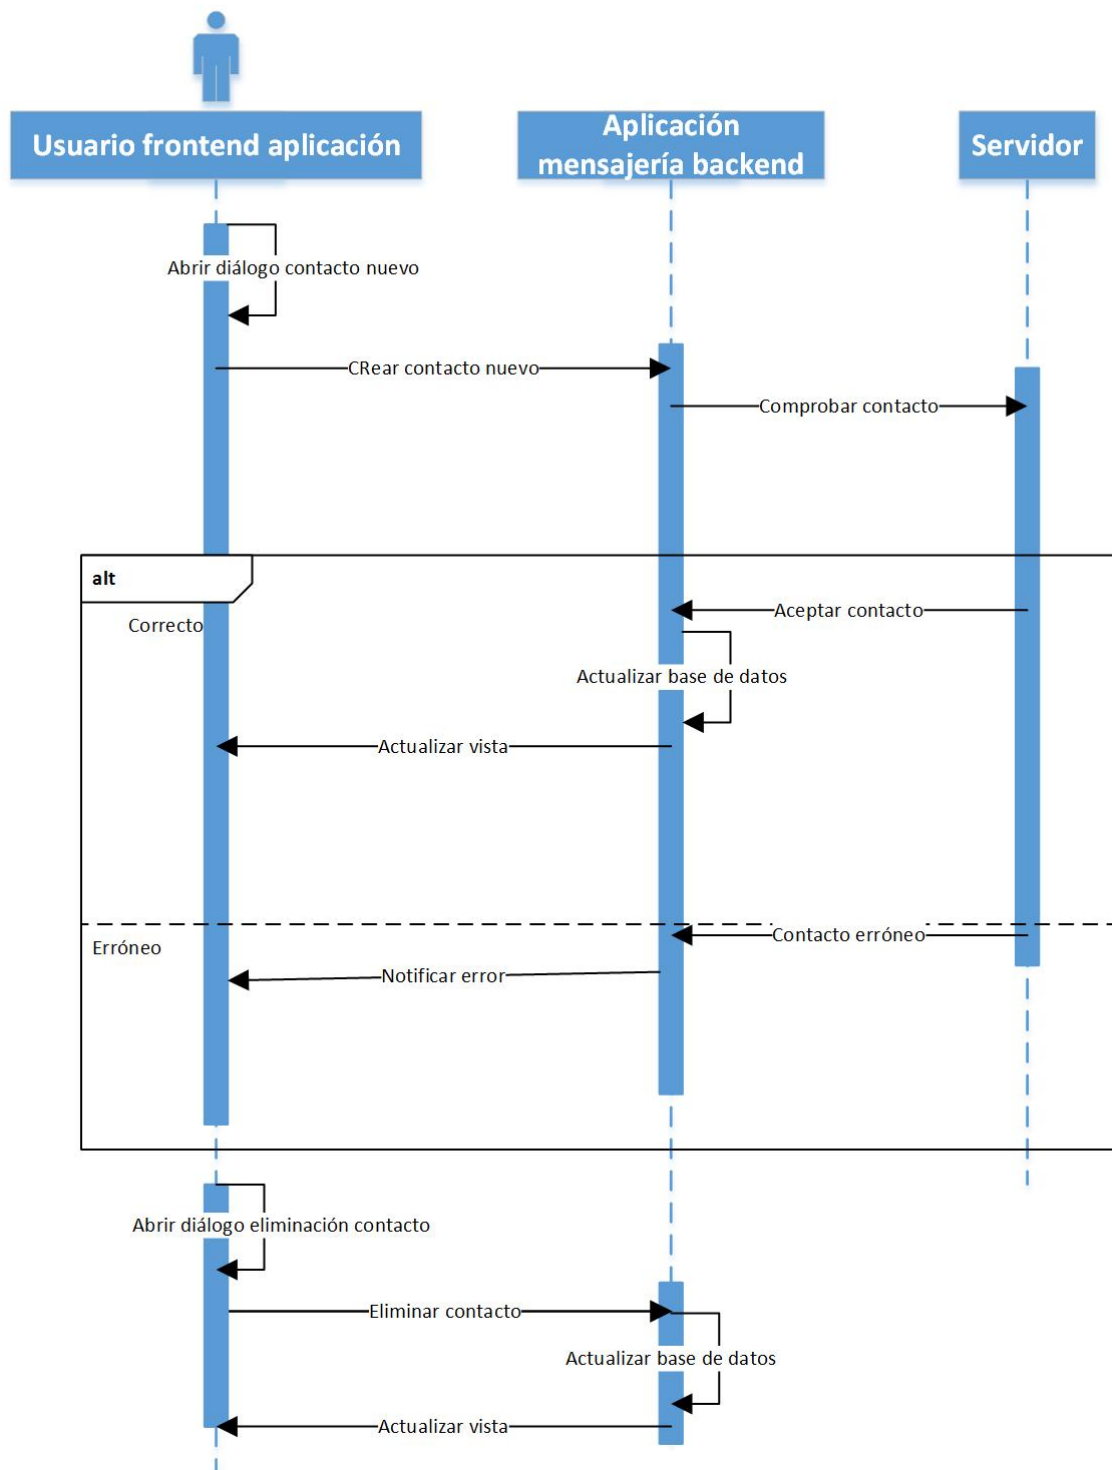 Usuario frontend aplicación
Aplicación
mensajería backend
Servidor
Abrir diálogo contacto nuevo
CRear contacto nuevo
Comprobar contacto
alt
Aceptar contacto
Correcto
Actualizar base de datos
Actualizar vista
Contacto erróneo
Erróneo
Notificar error
Abrir diálogo eliminación contacto
Eliminar contacto
Actualizar base de datos
Actualizar vista